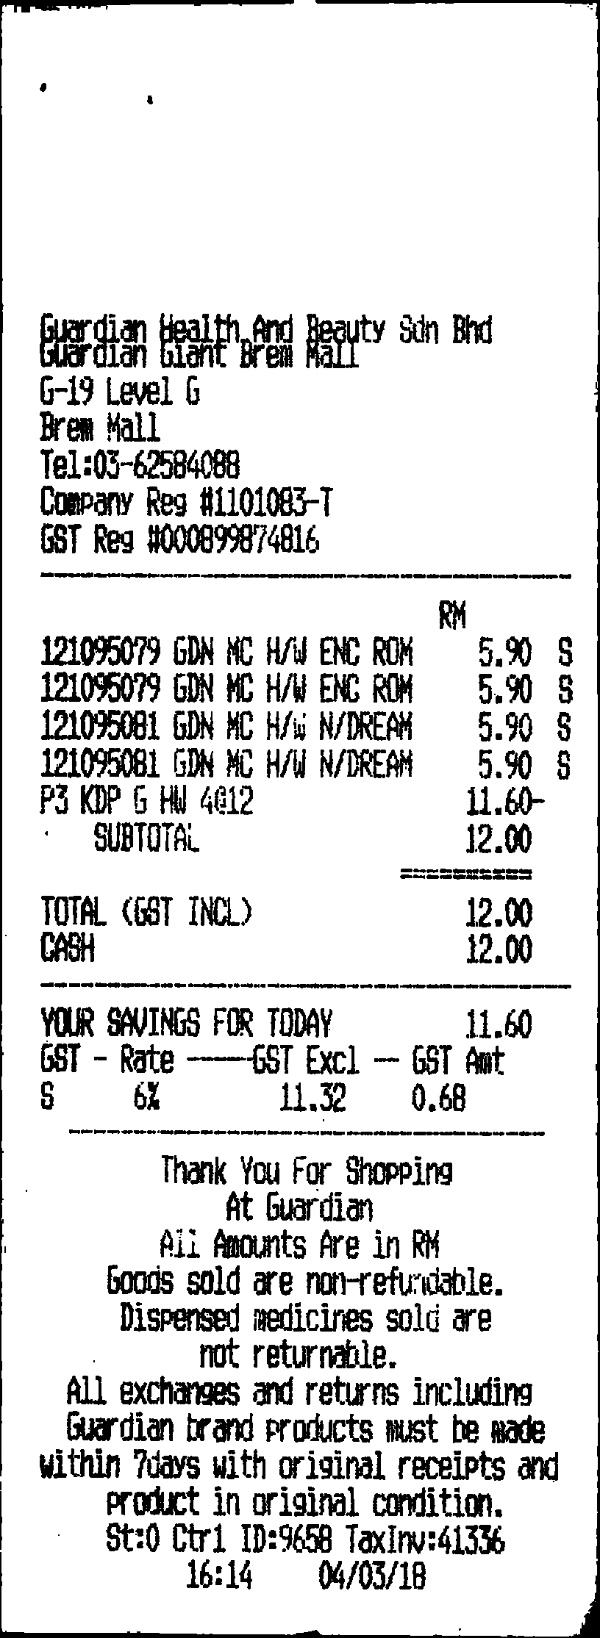 Guardian Health And Beauty Sdn Bhd
Guardian Giant Brem Mall
G-19 Level G
Brem Mall
Tel:03-62584088
Company Reg #1101083-T
GST Reg #000899874816
RM
121095079 GDN MC H/W ENC ROM 5.90 S
121095079 GDN MC H/W ENC ROM 5.90 S
121095081 GDN MC H/W N/DREAM 5.90 S
121095081 GDN MC H/W N/DREAM 5.90 S
P3 KDP G HW 4@12 11.60-
SUBTOTAL 12.00
==========
TOTAL (GST INCL) 12.00
CASH 12.00
YOUR SAVINGS FOR TODAY 11.60
GST - Rate -----GST Excl -- GST Amt
S 6% 11.32 0.68
Thank You For Shopping
At Guardian
All Amounts Are in RM
Goods sold are non-refundable.
Dispensed medicines sold are
not returnable.
All exchanges and returns including
Guardian brand products must be made
within 7days with original receipts and
product in original condition.
St:0 Ctr1 ID:9658 TaxInv:41336
16:14 04/03/18